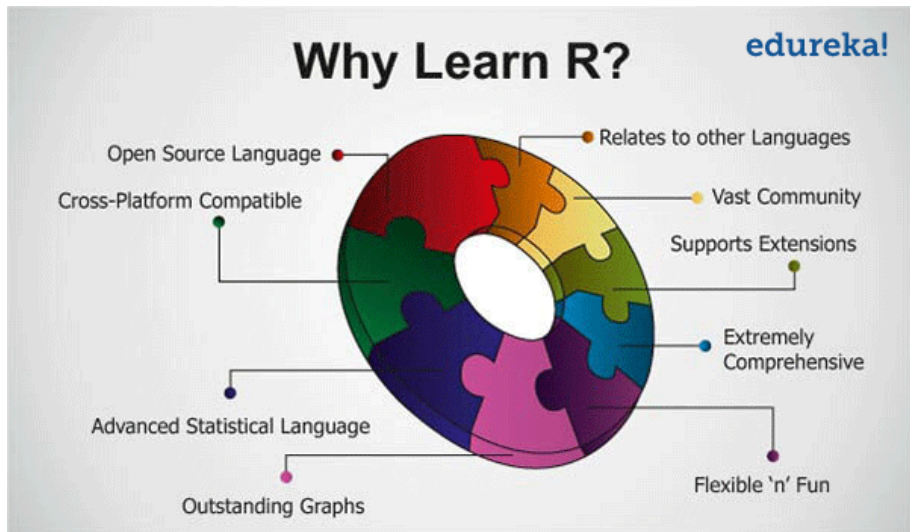 Why Learn R?
edureka!
Open Source Language
Relates to other Languages
Cross-Platform Compatible
Vast Community
Supports Extensions
Extremely
Comprehensive
Advanced Statistical Language
Flexible ‘n’ Fun
Outstanding Graphs